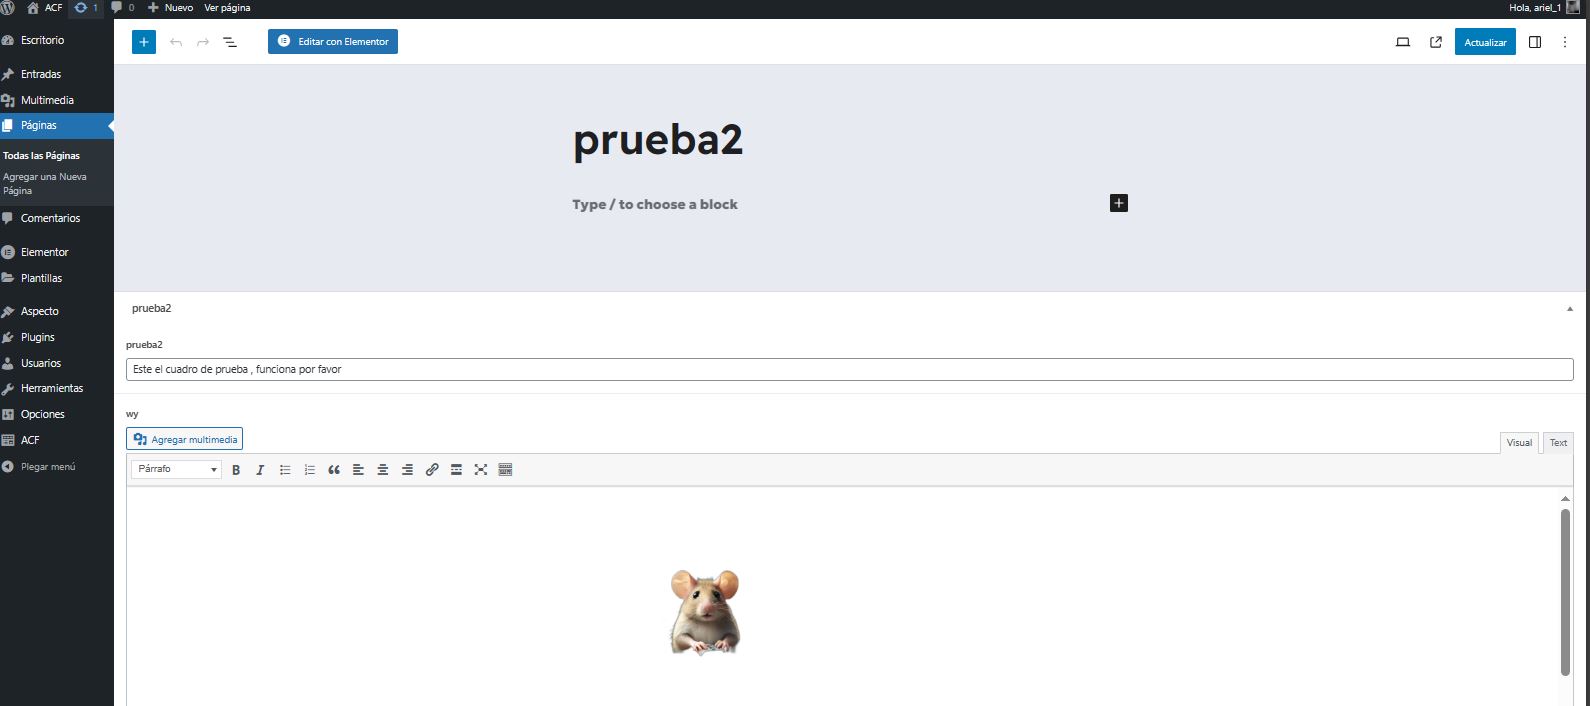 ACF 1 0 Nuevo Ver página Hola, ariel_1
Escritorio
Entradas
Multimedia
Páginas
Todas las Páginas
Agregar una Nueva
Página
Comentarios
Elementor
Plantillas
Aspecto
Plugins
Usuarios
Herramientas
Opciones
ACF
Plegar menú
Editar con Elementor Actualizar
prueba2
Type / to choose a block
prueba2
prueba2
Este el cuadro de prueba , funciona por favor
wy
Agregar multimedia Visual Text
Párrafo B I